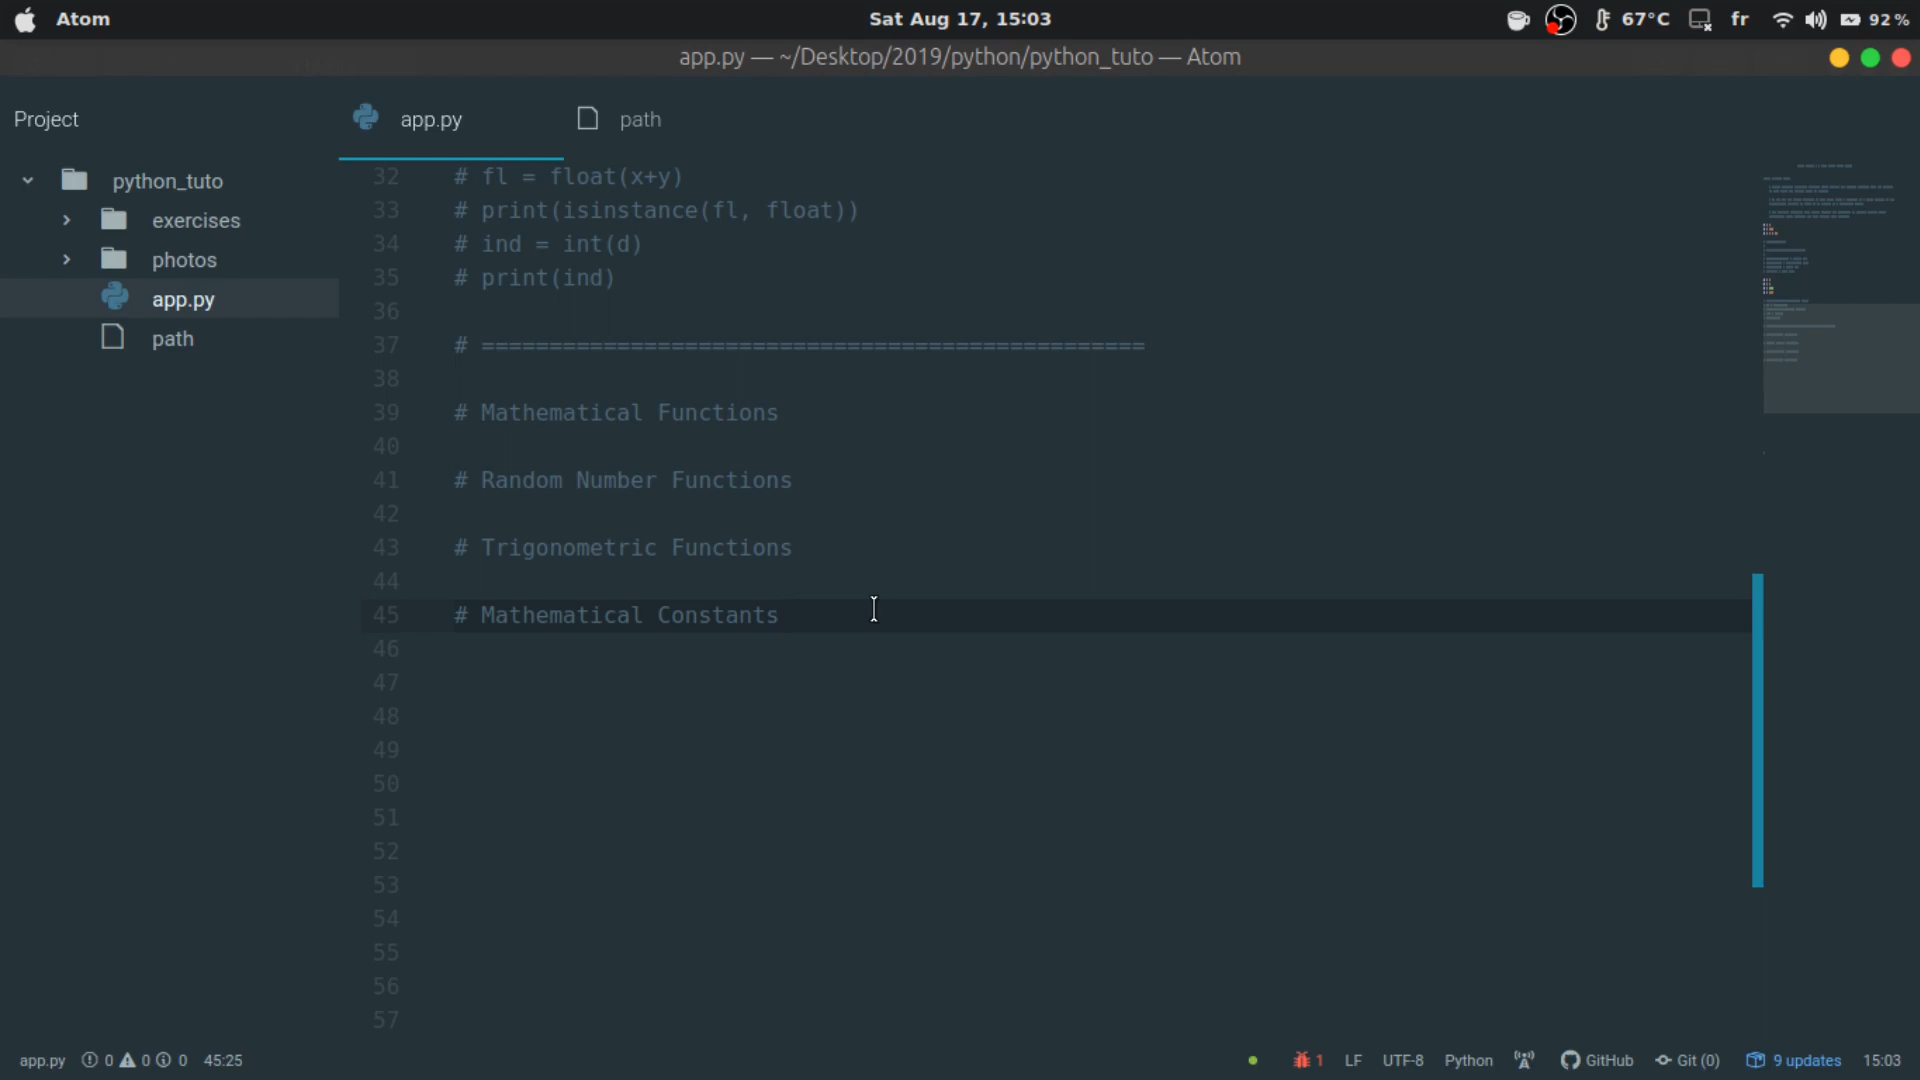 Atom
Sat Aug 17, 15:03
67°C
fr
92 %
app.py — ~/Desktop/2019/python/python_tuto — Atom
Project
app.py
path
python_tuto
exercises
photos
app.py
path
32 # fl = float(x+y)
33 # print(isinstance(fl, float))
34 # ind = int(d)
35 # print(ind)
36
37 # =================================================
38
39 # Mathematical Functions
40
41 # Random Number Functions
42
43 # Trigonometric Functions
44
45 # Mathematical Constants
46
47
48
49
50
51
52
53
54
55
56
57
app.py 0 0 0 45:25
1 LF UTF-8 Python GitHub Git (0) 9 updates 15:03